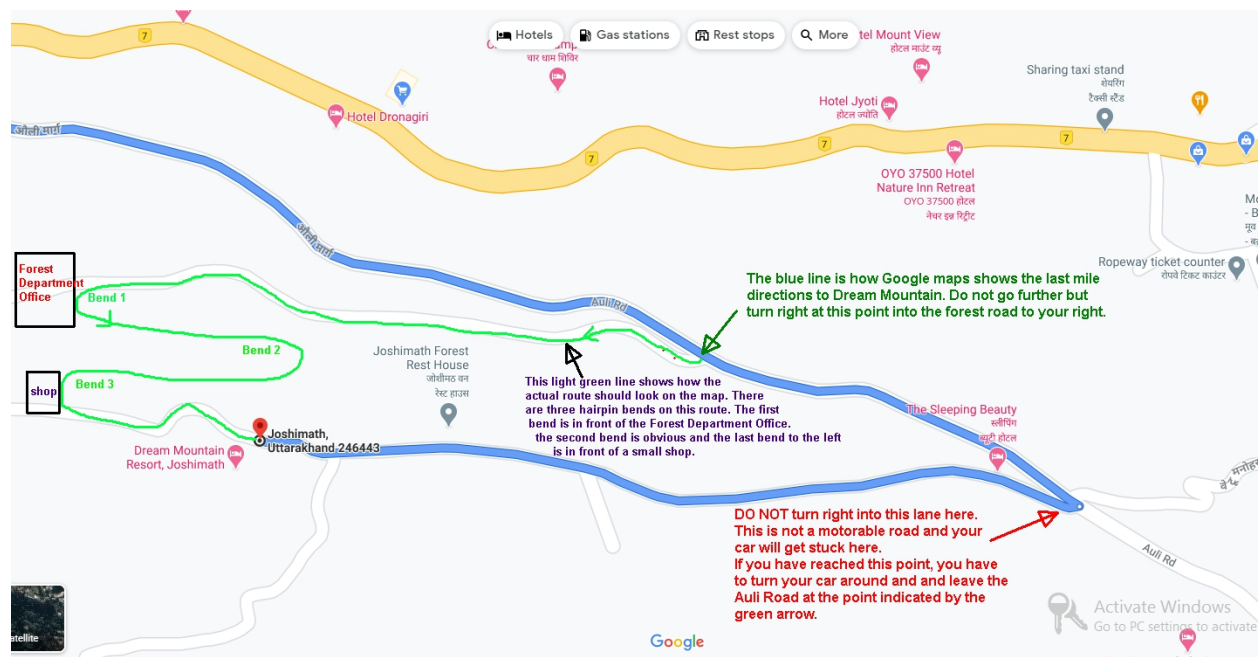 7
Hotels
Gas stations
Rest stops
More
चार धाम शिविर
Hotel Mount View
होटल माउंट व्यू
Sharing taxi stand
शेयरिंग
टैक्सी स्टैंड
Hotel Dronagiri
Hotel Jyoti
होटल ज्योति
औली मार्ग
7
7
7
OYO 37500 Hotel
Nature Inn Retreat
OYO 37500 होटल
नेचर इन्न रिट्रीट
औली मार्ग
Ropeway ticket counter
रोपवे टिकट काउंटर
Forest
Department
Office
Bend 1
Bend 2
Bend 3
shop
Auli Rd
The blue line is how Google maps shows the last mile
directions to Dream Mountain. Do not go further but
turn right at this point into the forest road to your right.
Joshimath Forest
Rest House
जोशीमठ वन
रेस्ट हाउस
This light green line shows how the
actual route should look on the map. There
are three hairpin bends on this route. The first
bend is in front of the Forest Department Office.
the second bend is obvious and the last bend to the left
is in front of a small shop.
The Sleeping Beauty
स्लीपिंग
ब्यूटी होटल
Joshimath,
Uttarakhand 246443
Dream Mountain
Resort, Joshimath
DO NOT turn right into this lane here.
This is not a motorable road and your
car will get stuck here.
If you have reached this point, you have
to turn your car around and and leave the
Auli Road at the point indicated by the
green arrow.
Auli Rd
Activate Windows
Go to PC settings to activate
Google